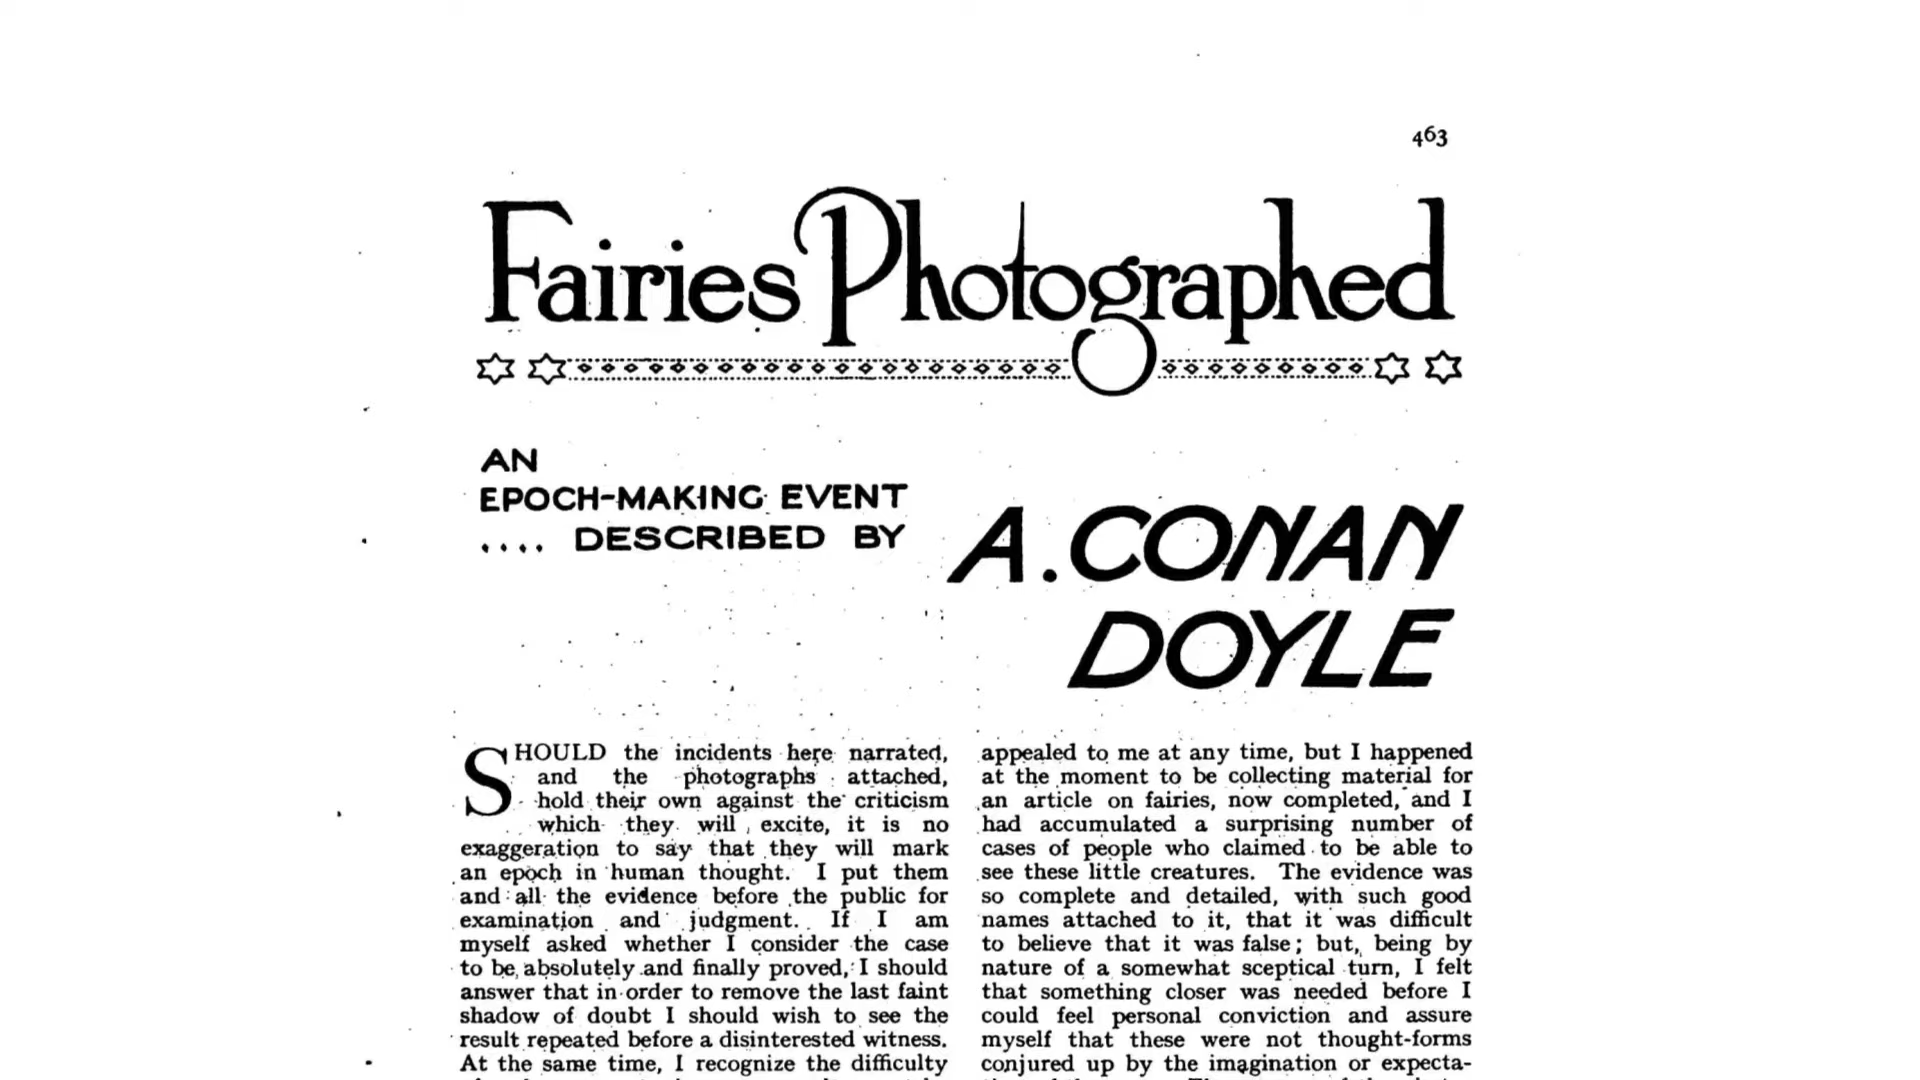 463
Fairies Photographed
AN
EPOCH-MAKING EVENT
.... DESCRIBED BY
A. CONAN
DOYLE
SHOULD the incidents here narrated,
and the photographs attached,
hold their own against the criticism
which they will excite, it is no
exaggeration to say that they will mark
an epoch in human thought. I put them
and all the evidence before the public for
examination and judgment. If I am
myself asked whether I consider the case
to be absolutely and finally proved, I should
answer that in order to remove the last faint
shadow of doubt I should wish to see the
result repeated before a disinterested witness.
At the same time, I recognize the difficulty
appealed to me at any time, but I happened
at the moment to be collecting material for
an article on fairies, now completed, and I
had accumulated a surprising number of
cases of people who claimed to be able to
see these little creatures. The evidence was
so complete and detailed, with such good
names attached to it, that it was difficult
to believe that it was false; but, being by
nature of a somewhat sceptical turn, I felt
that something closer was needed before I
could feel personal conviction and assure
myself that these were not thought-forms
conjured up by the imagination or expecta-